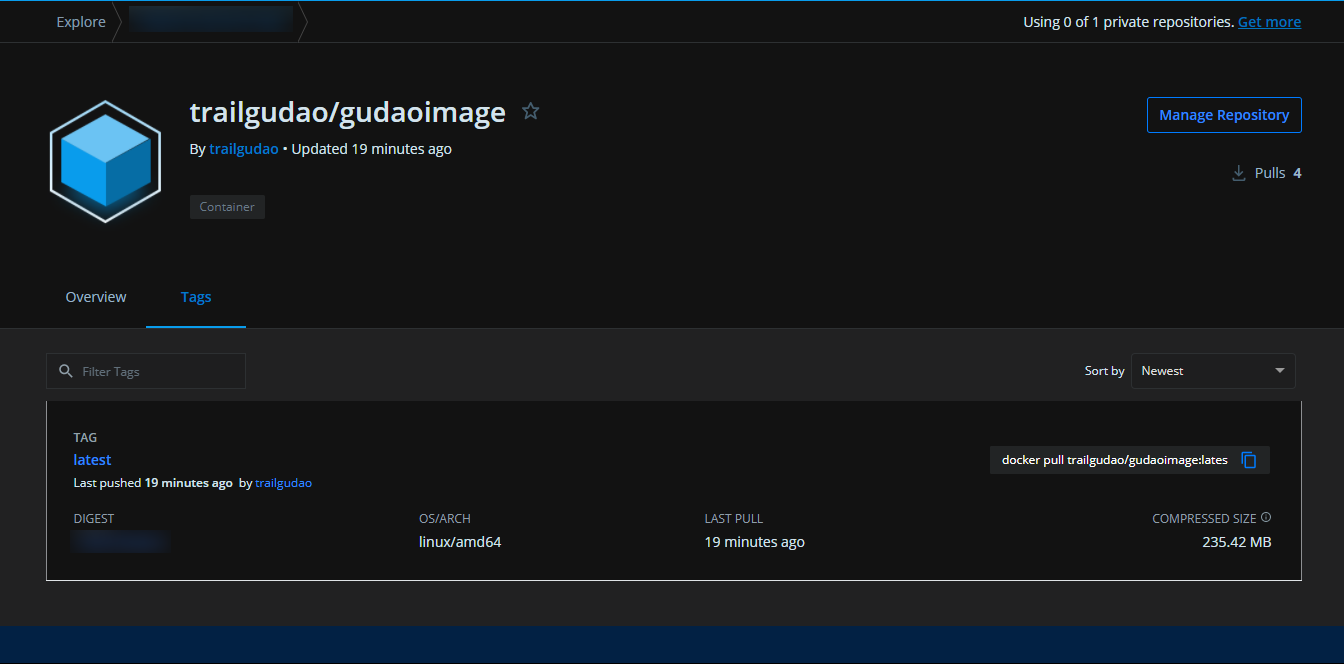 Explore
Using 0 of 1 private repositories. Get more
trailgudao/gudaoimage
Manage Repository
By trailgudao • Updated 19 minutes ago
Pulls 4
Container
Overview
Tags
Filter Tags
Sort by Newest
TAG
latest
docker pull trailgudao/gudaoimage:lates
Last pushed 19 minutes ago by trailgudao
DIGEST
OS/ARCH
LAST PULL
COMPRESSED SIZE
linux/amd64
19 minutes ago
235.42 MB